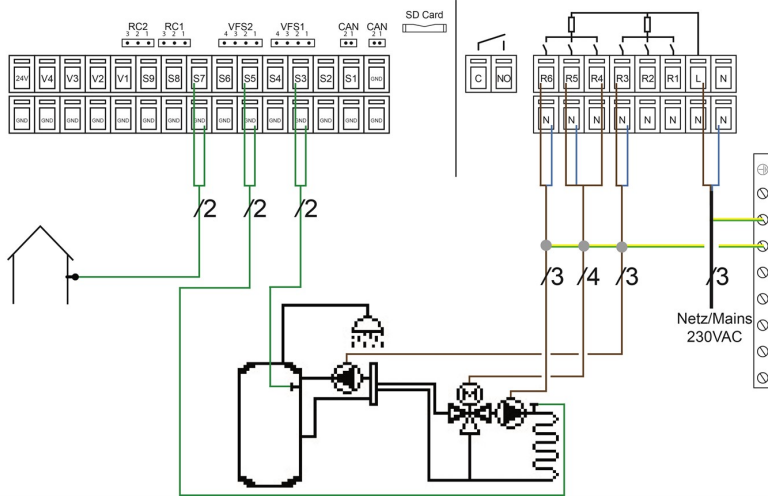 SD Card
RC2 RC1 VFS2 VFS1 CAN CAN
3 2 1 3 2 1 4 3 2 1 4 3 2 1 2 1 2 1
24V V4 V3 V2 V1 S9 S8 S7 S6 S5 S4 S3 S2 S1 GND
GND GND GND GND GND GND GND GND GND GND GND GND GND GND GND
C NO
R6 R5 R4 R3 R2 R1 L N
N N N N N N N N
/2 /2 /2
/3 /4 /3 /3
Netz/Mains
230VAC
M